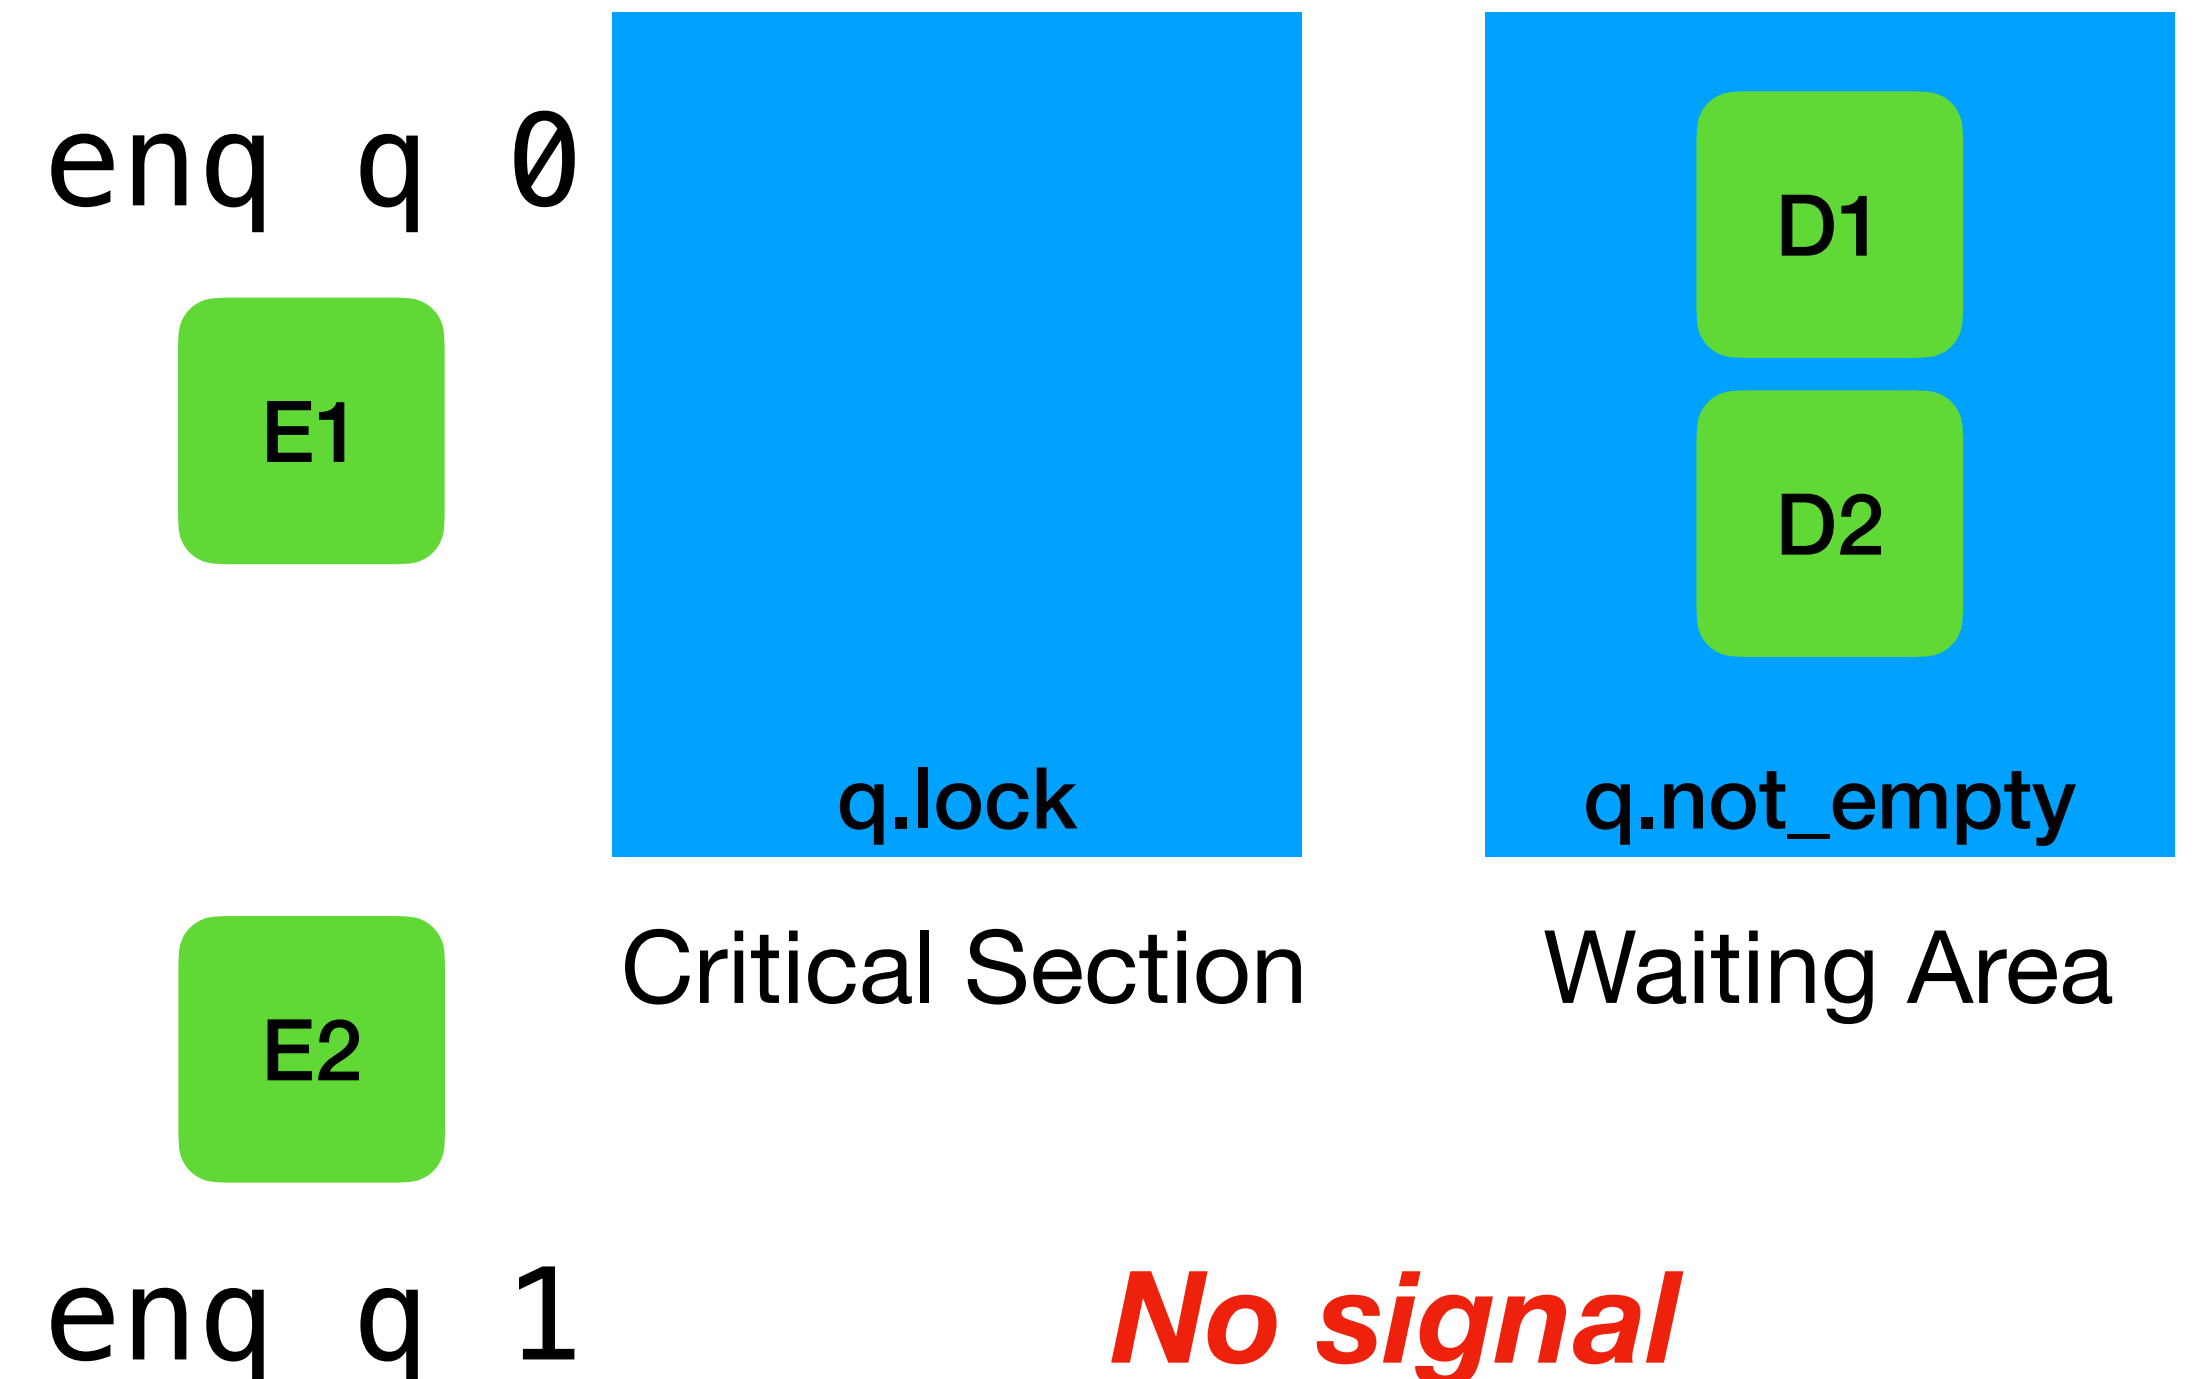 enq q 0
E1
D1
D2
q.lock
q.not_empty
Critical Section
Waiting Area
E2
enq q 1
No signal